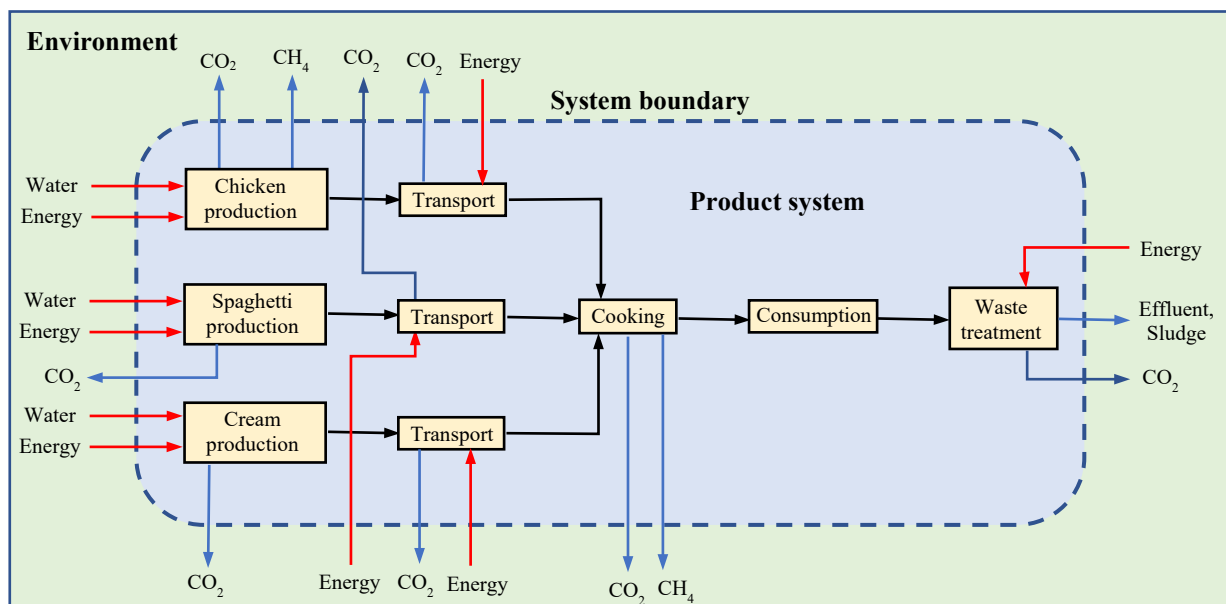 Environment
CO₂
CH₄
CO₂
CO₂
Energy
System boundary
Water
Energy
Chicken
production
Transport
Product system
Energy
Water
Energy
Spaghetti
production
Transport
Cooking
Consumption
Waste
treatment
Effluent,
Sludge
CO₂
CO₂
Water
Energy
Cream
production
Transport
CO₂
Energy
CO₂
Energy
CO₂
CH₄